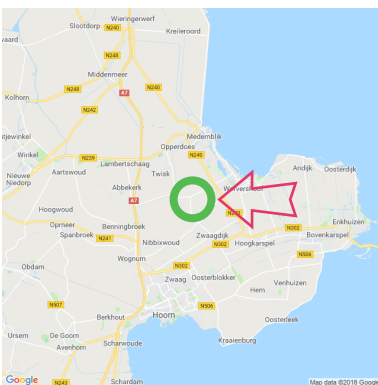 Wieringerwerf
Slootdorp
N240
Kreileroord
N240
Middenmeer
N248
N240
A7
Kolhorn
N242
Medemblik
Opperdoes
N239
N240
Winkel
Lambertschaag
Andijk
Oosterdijk
Nieuwe
Niedorp
Aartswoud
Twisk
Abbekerk
A7
Hoogwoud
Enkhuizen
Opmeer
Benningbroek
N302
Spanbroek
N241
Zwaagdijk
Bovenkarspel
Nibbixwoud
N302
Hoogkarspel
Wognum
N506
Obdam
N302
Zwaag
Oosterblokker
Venhuizen
Hem
N507
N506
Berkhout
Hoorn
Oosterleek
Ursem
De Goorn
Scharwoude
Kraaienburg
Avenhorn
Google
N243
Schardam
Map data ©2018 Google